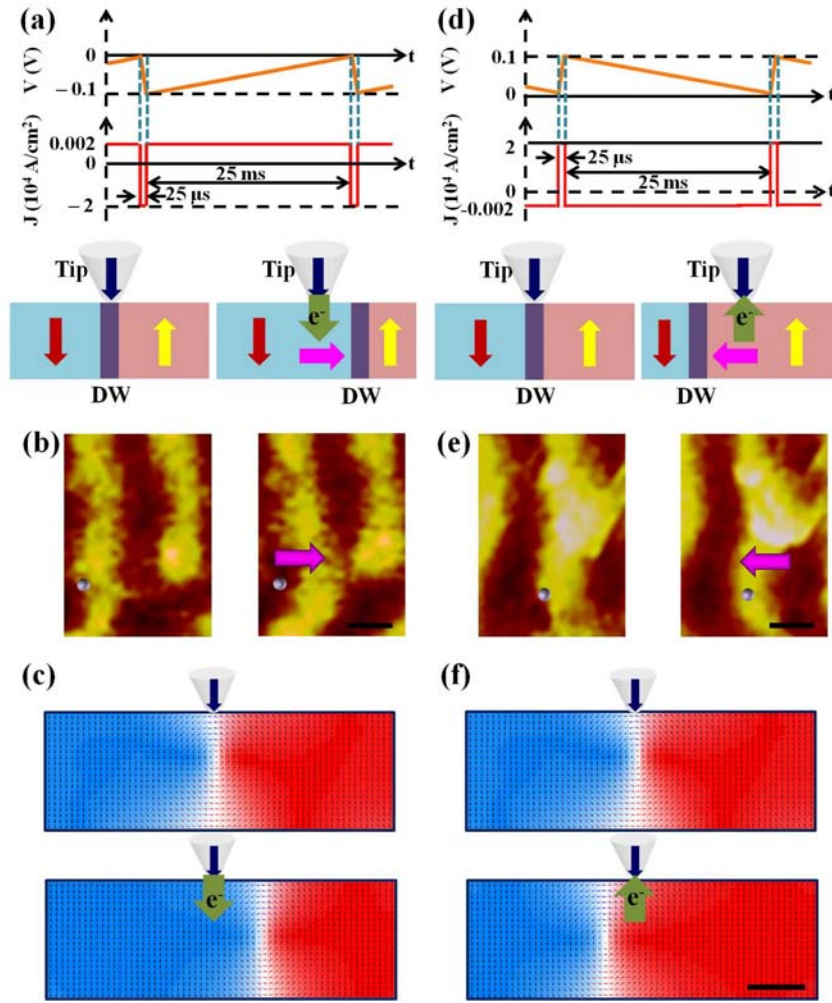 (a)
V (V)
0
−0.1
t
J (10⁴ A/cm²)
0.002
0
−2
25 ms
25 μs
t
Tip
Tip
e⁻
DW
DW
(b)
(c)
e⁻
(d)
V (V)
0.1
0
t
J (10⁴ A/cm²)
2
0
-0.002
25 μs
25 ms
t
Tip
Tip
e⁻
DW
DW
(e)
(f)
e⁻